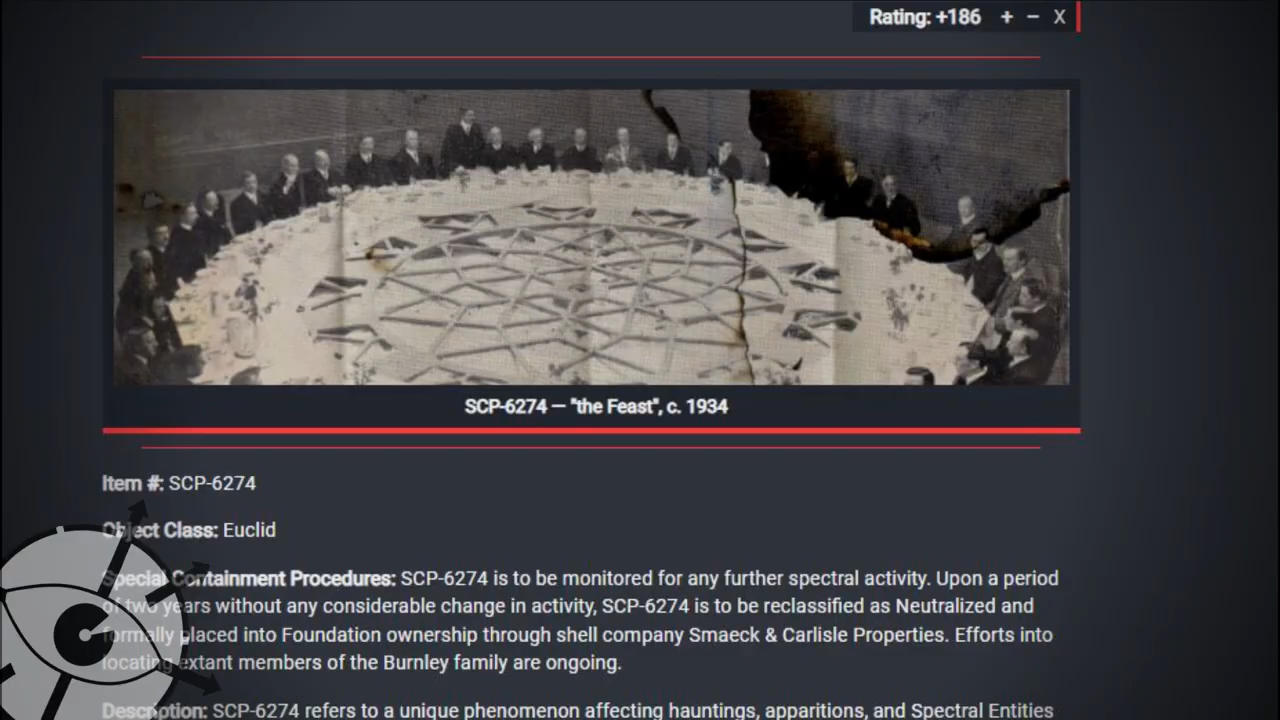 Rating: +186 + − X
SCP-6274 — "the Feast", c. 1934
Item #: SCP-6274
Object Class: Euclid
Special Containment Procedures: SCP-6274 is to be monitored for any further spectral activity. Upon a period
of two years without any considerable change in activity, SCP-6274 is to be reclassified as Neutralized and
formally placed into Foundation ownership through shell company Smaeck & Carlisle Properties. Efforts into
locating extant members of the Burnley family are ongoing.
Description: SCP-6274 refers to a unique phenomenon affecting hauntings, apparitions, and Spectral Entities